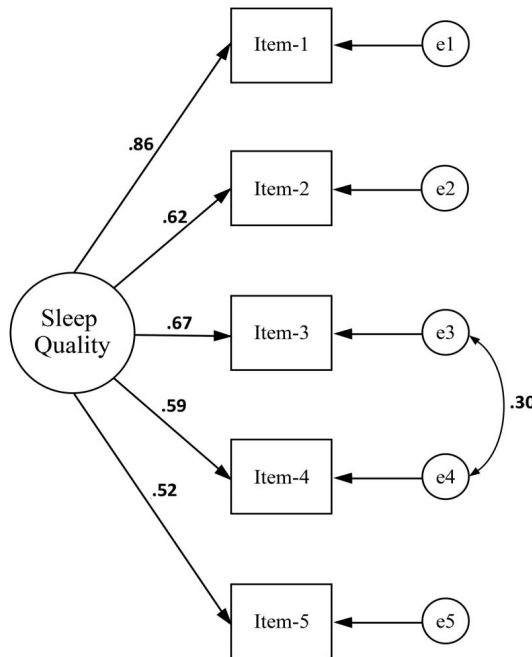 Item-1
e1
.86
Item-2
e2
.62
Sleep
Quality
.67
Item-3
e3
.30
.59
Item-4
e4
.52
Item-5
e5